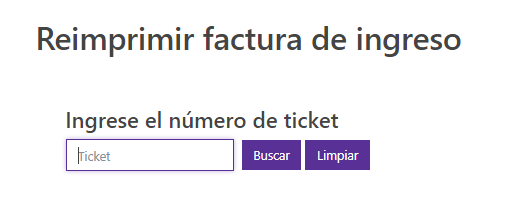 Reimprimir factura de ingreso
Ingrese el número de ticket
Ticket Buscar Limpiar